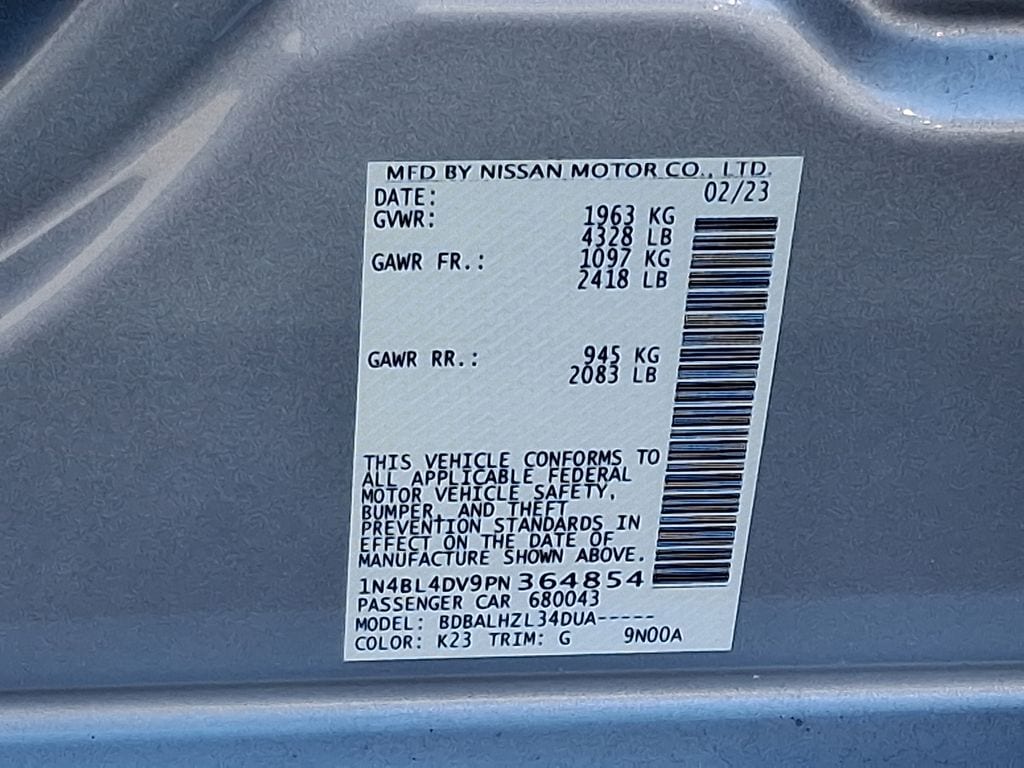 MFD BY NISSAN MOTOR CO., LTD.
DATE: 02/23
GVWR: 1963 KG
4328 LB
GAWR FR.: 1097 KG
2418 LB
GAWR RR.: 945 KG
2083 LB
THIS VEHICLE CONFORMS TO
ALL APPLICABLE FEDERAL
MOTOR VEHICLE SAFETY,
BUMPER, AND THEFT
PREVENTION STANDARDS IN
EFFECT ON THE DATE OF
MANUFACTURE SHOWN ABOVE.
1N4BL4DV9PN364854
PASSENGER CAR 680043
MODEL: BDBALHZL34DUA-----
COLOR: K23 TRIM: G 9N00A